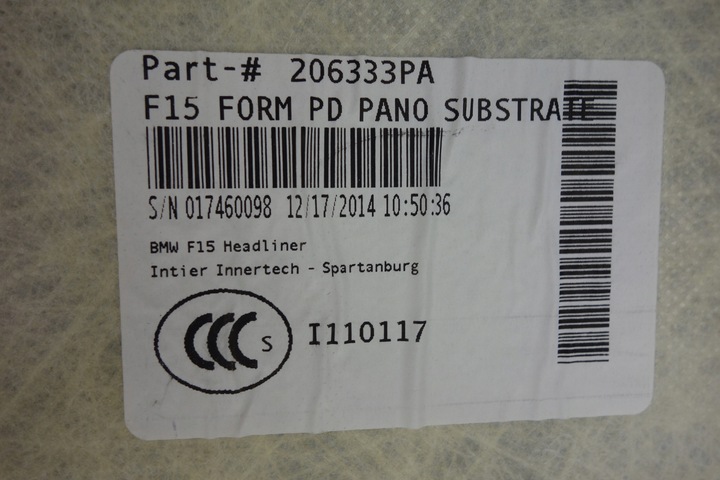 Part-# 206333PA
F15 FORM PD PANO SUBSTRATE
S/N 017460098 12/17/2014 10:50:36
BMW F15 Headliner
Intier Innertech - Spartanburg
CCC S I110117